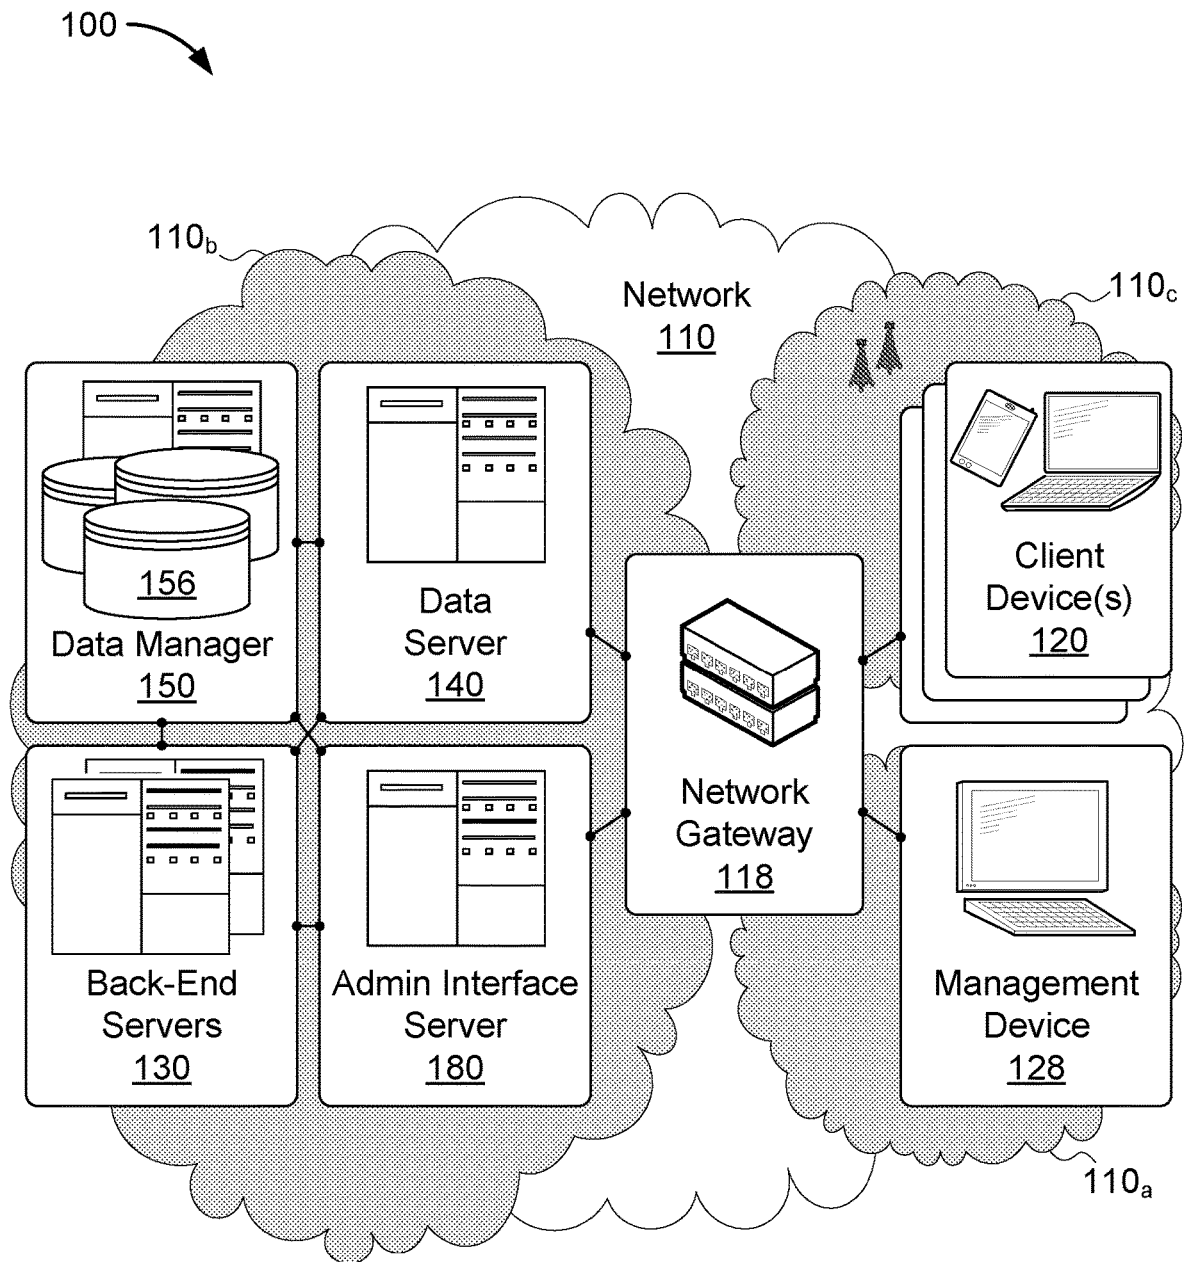 100
110b
Network
110
110c
156
Data Manager
150
Data
Server
140
Client
Device(s)
120
Network
Gateway
118
Back-End
Servers
130
Admin Interface
Server
180
Management
Device
128
110a